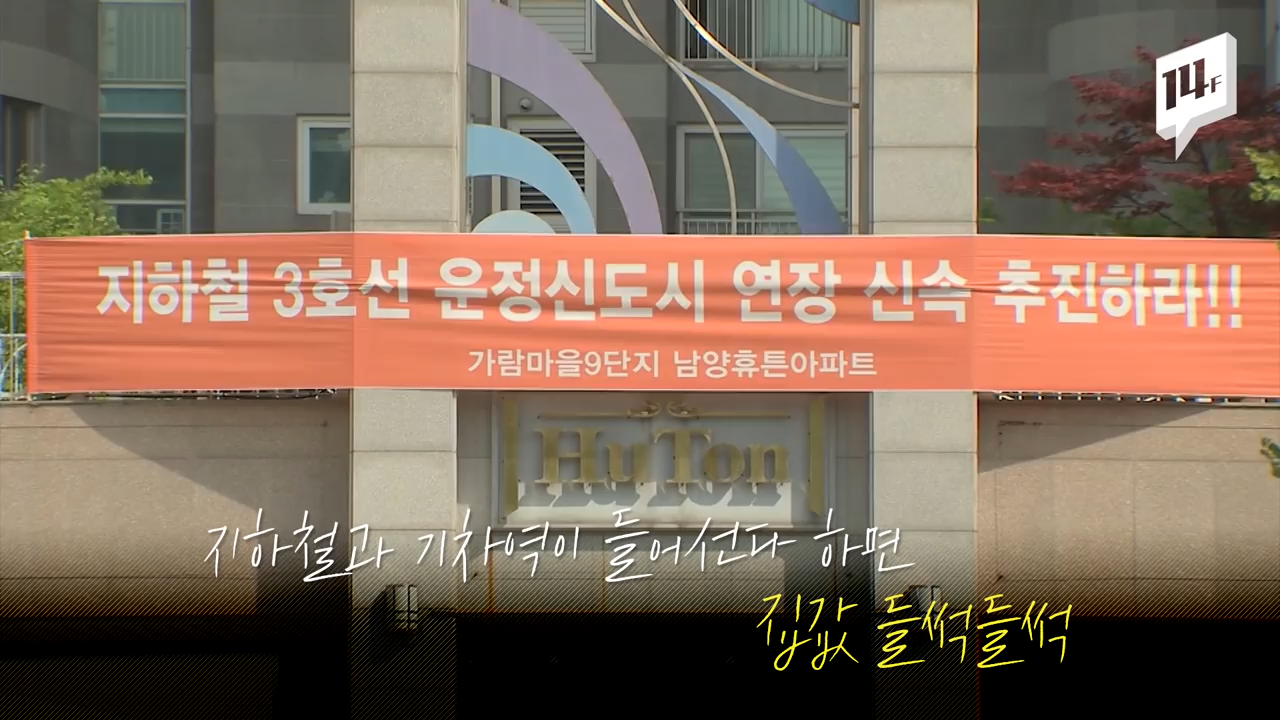 14F
지하철 3호선 운정신도시 연장 신속 추진하라!!
가람마을9단지 남양휴튼아파트
HuTon
지하철과 기차역이 들어선다 하면
집값 들썩들썩